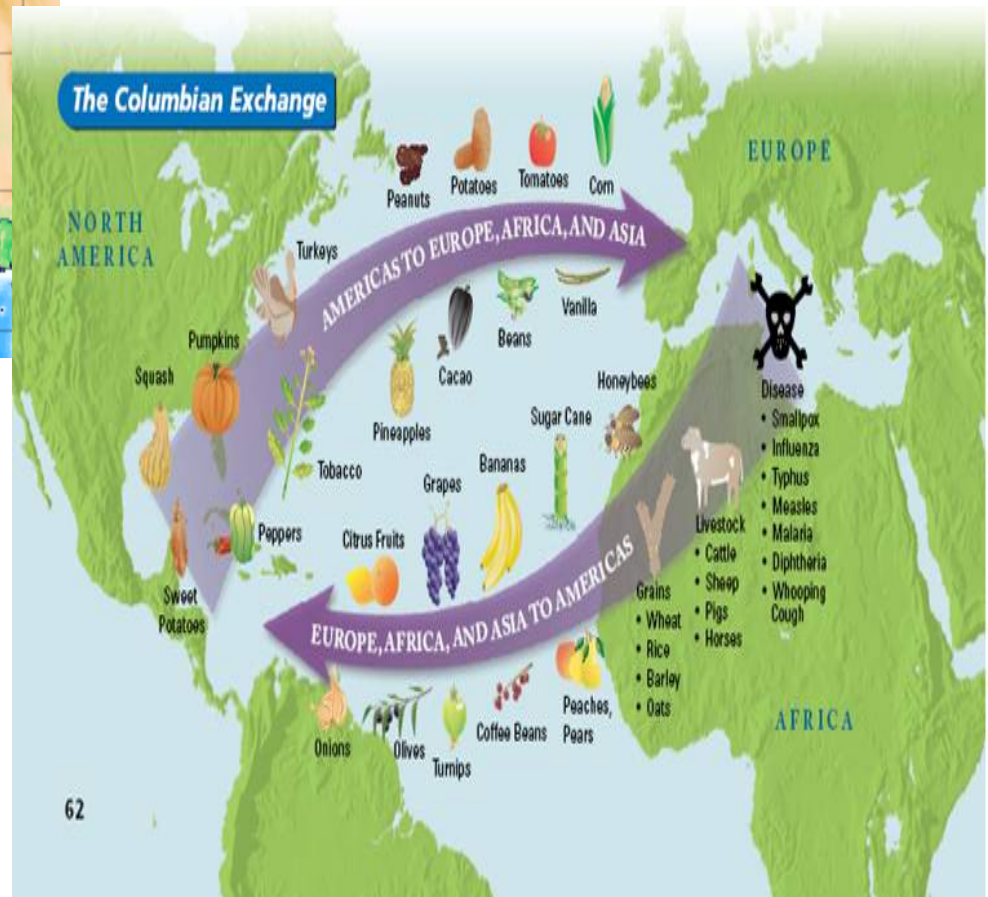 The Columbian Exchange
NORTH
AMERICA
EUROPE
Peanuts
Potatoes
Tomatoes
Corn
AMERICAS TO EUROPE, AFRICA, AND ASIA
Turkeys
Pumpkins
Squash
Sweet
Potatoes
Peppers
Tobacco
Pineapples
Cacao
Beans
Vanilla
Honeybees
Sugar Cane
Bananas
Grapes
Citrus Fruits
EUROPE, AFRICA, AND ASIA TO AMERICAS
Onions
Olives
Turnips
Coffee Beans
Peaches,
Pears
Grains
• Wheat
• Rice
• Barley
• Oats
Livestock
• Cattle
• Sheep
• Pigs
• Horses
Disease
• Smallpox
• Influenza
• Typhus
• Measles
• Malaria
• Diphtheria
• Whooping
Cough
AFRICA
62